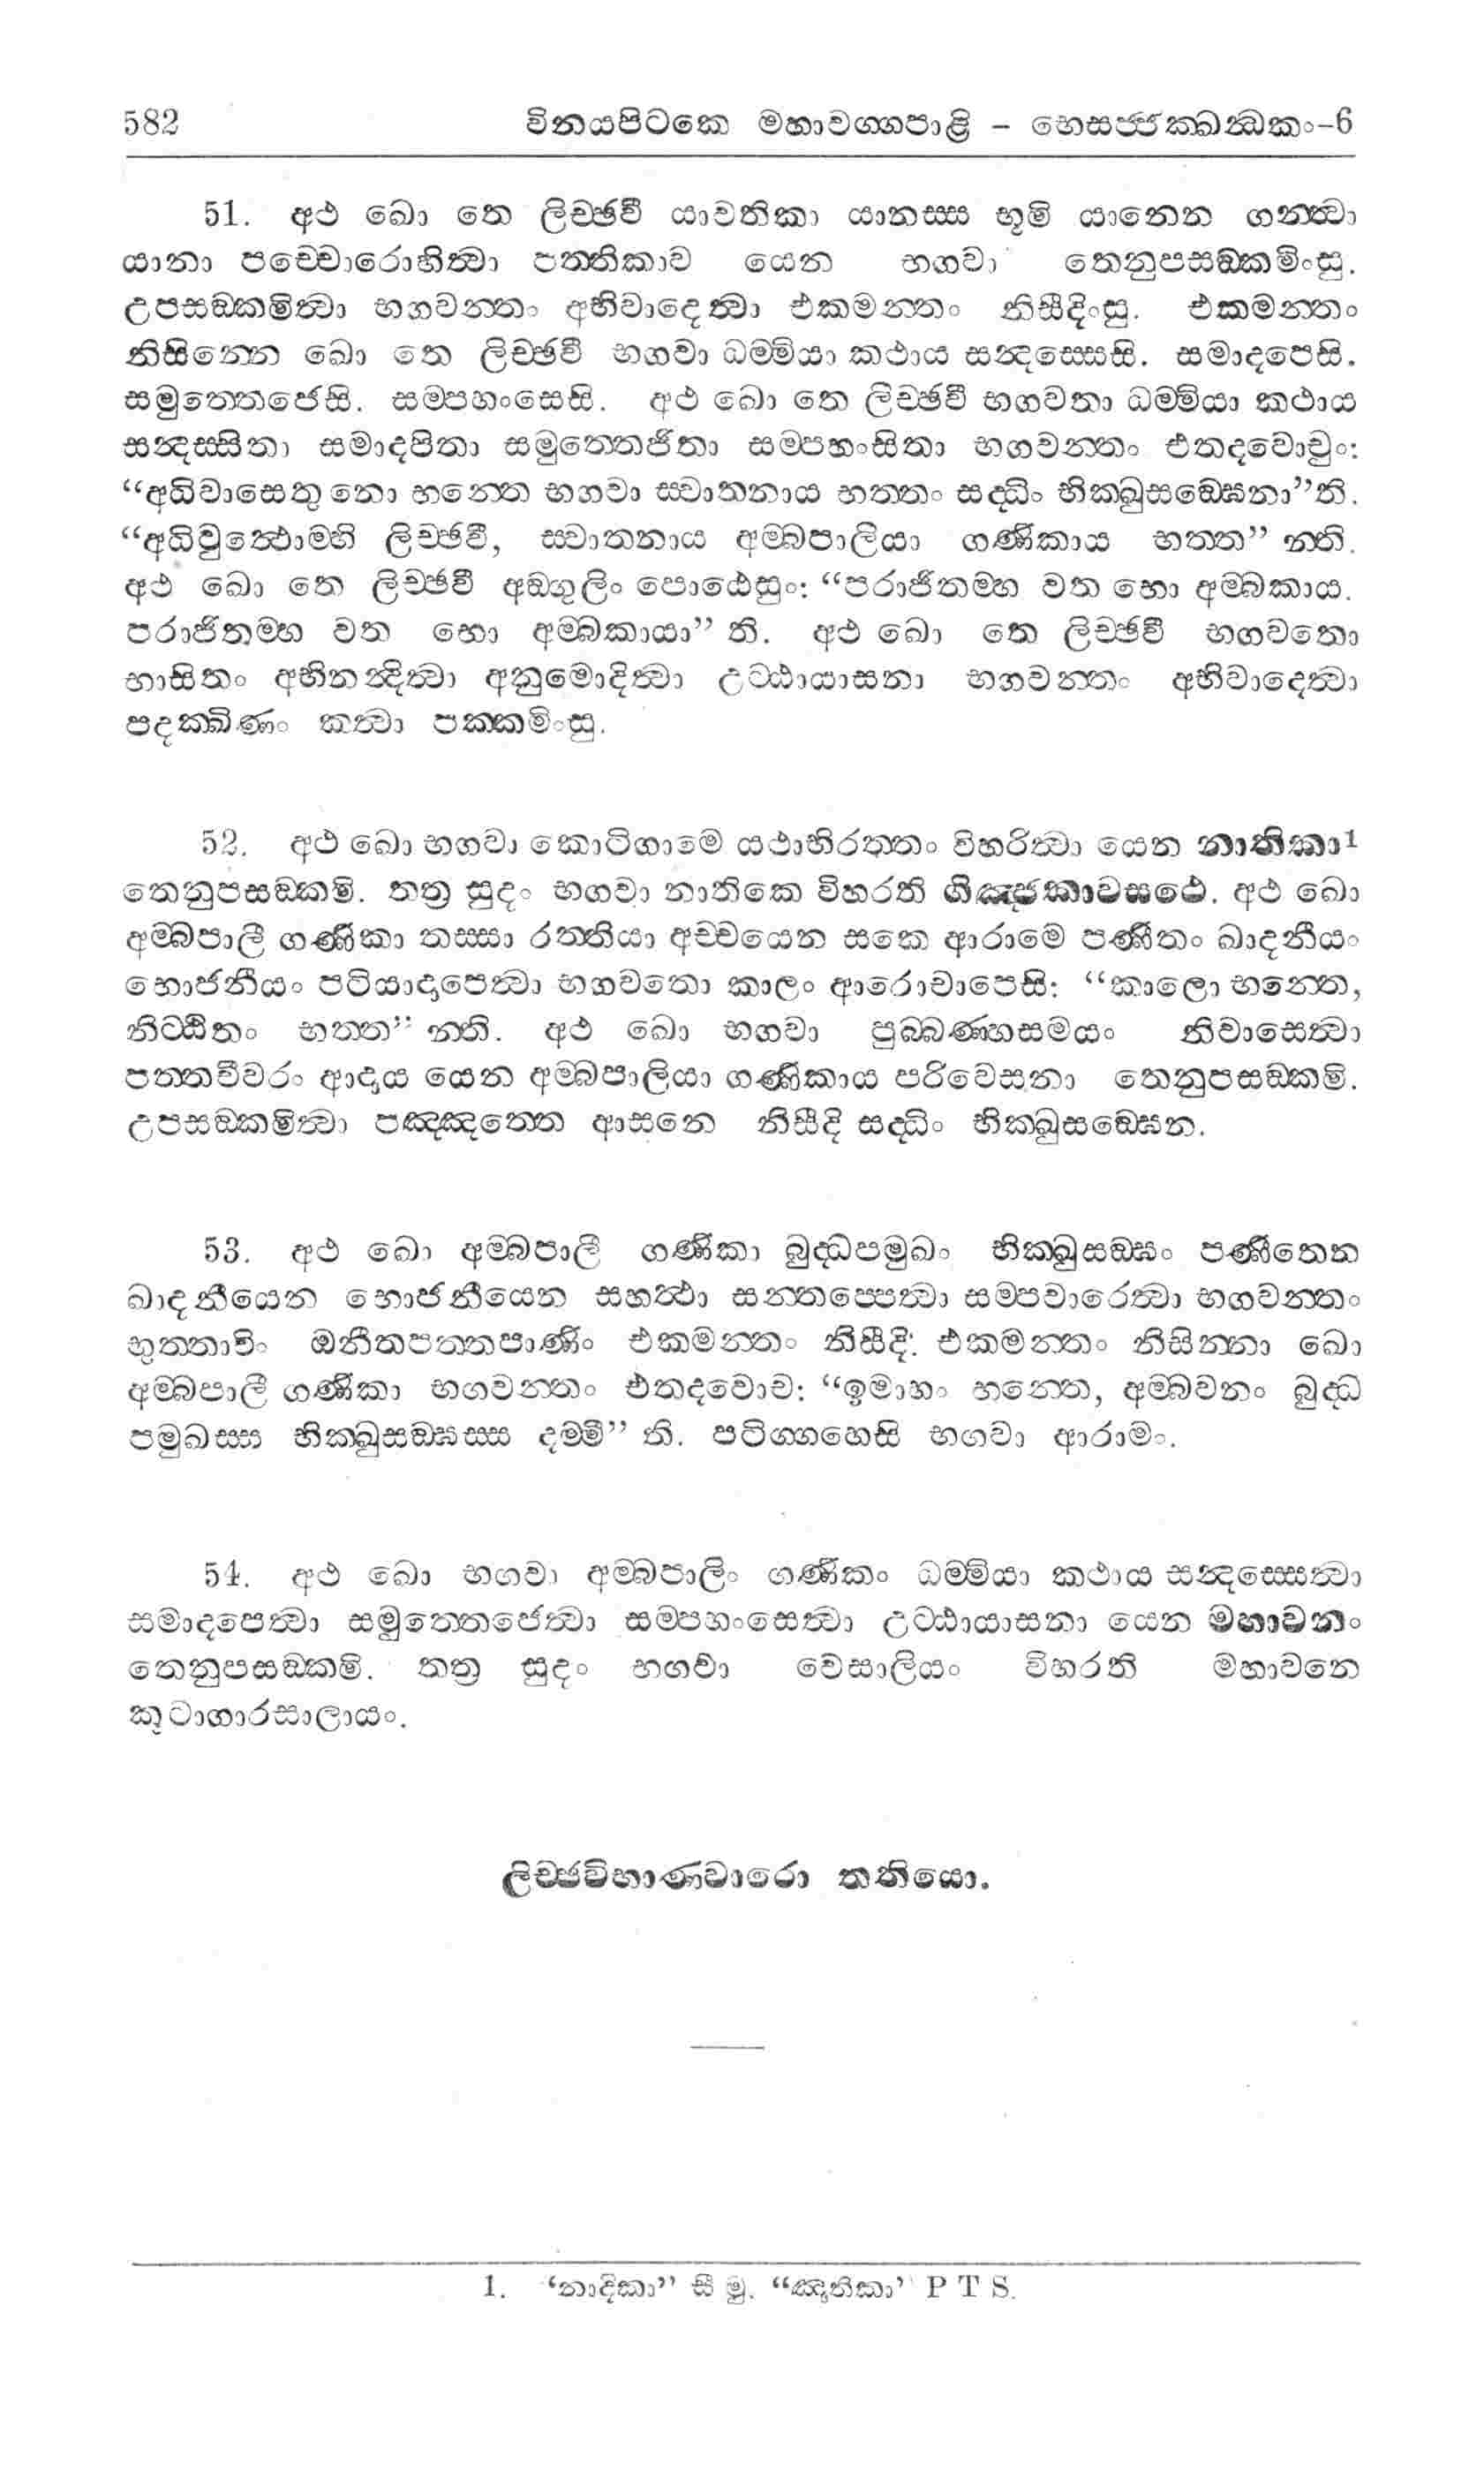 582 විනයපිටකෙ මහාවග්ගපාළි – භෙසජ්ජක්ඛන්ධකං–6
51. අථ ඛො තෙ ලිච්ඡවී යාවතිකා යානස්ස භූමි යානෙන ගන්ත්වා
යානා පච්චොරොහිත්වා පත්තිකාව යෙන භගවා තෙනුපසඞ්කමිංසු.
උපසඞ්කමිත්වා භගවන්තං අභිවාදෙත්වා එකමන්තං නිසීදිංසු. එකමන්තං
නිසින්නෙ ඛො තෙ ලිච්ඡවී භගවා ධම්මියා කථාය සන්දස්සෙසි. සමාදපෙසි.
සමුත්තෙජෙසි. සම්පහංසෙසි. අථ ඛො තෙ ලිච්ඡවී භගවතා ධම්මියා කථාය
සන්දස්සිතා සමාදපිතා සමුත්තෙජිතා සම්පහංසිතා භගවන්තං එතදවොචුං:
“අධිවාසෙතු නො භන්තෙ භගවා ස්වාතනාය භත්තං සද්ධිං භික්ඛුසඞ්ඝෙනා”ති.
“අධිවුත්ථොම්හි ලිච්ඡවී, ස්වාතනාය අම්බපාලියා ගණිකාය භත්ත” න්ති.
අථ ඛො තෙ ලිච්ඡවී අඞ්ගුලිං පොඨෙසුං: “පරාජිතම්හ වත භො අම්බකාය.
පරාජිතම්හ වත භො අම්බකායා” ති. අථ ඛො තෙ ලිච්ඡවී භගවතො
භාසිතං අභිනන්දිත්වා අනුමොදිත්වා උට්ඨායාසනා භගවන්තං අභිවාදෙත්වා
පදක්ඛිණං කත්වා පක්කමිංසු.
52. අථ ඛො භගවා කොටිගාමෙ යථාභිරත්තං විහරිත්වා යෙන නාතිකා1
තෙනුපසඞ්කමි. තත්‍ර සුදං භගවා නාතිකෙ විහරති ගිඤ්ජකාවසථෙ. අථ ඛො
අම්බපාලී ගණිකා තස්සා රත්තියා අච්චයෙන සකෙ ආරාමෙ පණීතං ඛාදනීයං
භොජනීයං පටියාදාපෙත්වා භගවතො කාලං ආරොචාපෙසි: “කාලො භන්තෙ,
නිට්ඨිතං භත්ත” න්ති. අථ ඛො භගවා පුබ්බණ්හසමයං නිවාසෙත්වා
පත්තචීවරං ආදාය යෙන අම්බපාලියා ගණිකාය පරිවෙසනා තෙනුපසඞ්කමි.
උපසඞ්කමිත්වා පඤ්ඤත්තෙ ආසනෙ නිසීදි සද්ධිං භික්ඛුසඞ්ඝෙන.
53. අථ ඛො අම්බපාලී ගණිකා බුද්ධපමුඛං භික්ඛුසඞ්ඝං පණීතෙන
ඛාදනීයෙන භොජනීයෙන සහත්ථා සන්තප්පෙත්වා සම්පවාරෙත්වා භගවන්තං
භුත්තාවිං ඔනීතපත්තපාණිං එකමන්තං නිසීදි: එකමන්තං නිසින්නා ඛො
අම්බපාලී ගණිකා භගවන්තං එතදවොච: “ඉමාහං භන්තෙ, අම්බවනං බුද්ධ
පමුඛස්ස භික්ඛුසඞ්ඝස්ස දම්මී” ති. පටිග්ගහෙසි භගවා ආරාමං.
54. අථ ඛො භගවා අම්බපාලිං ගණිකං ධම්මියා කථාය සන්දස්සෙත්වා
සමාදපෙත්වා සමුත්තෙජෙත්වා සම්පහංසෙත්වා උට්ඨායාසනා යෙන මහාවනං
තෙනුපසඞ්කමි. තත්‍ර සුදං භගවා වෙසාලියං විහරති මහාවනෙ
කූටාගාරසාලායං.
ලිච්ඡවිභාණවාරො තතියො.
1. ‘නාදිකා” සී මු. “ඤාතිකා’ P T S.